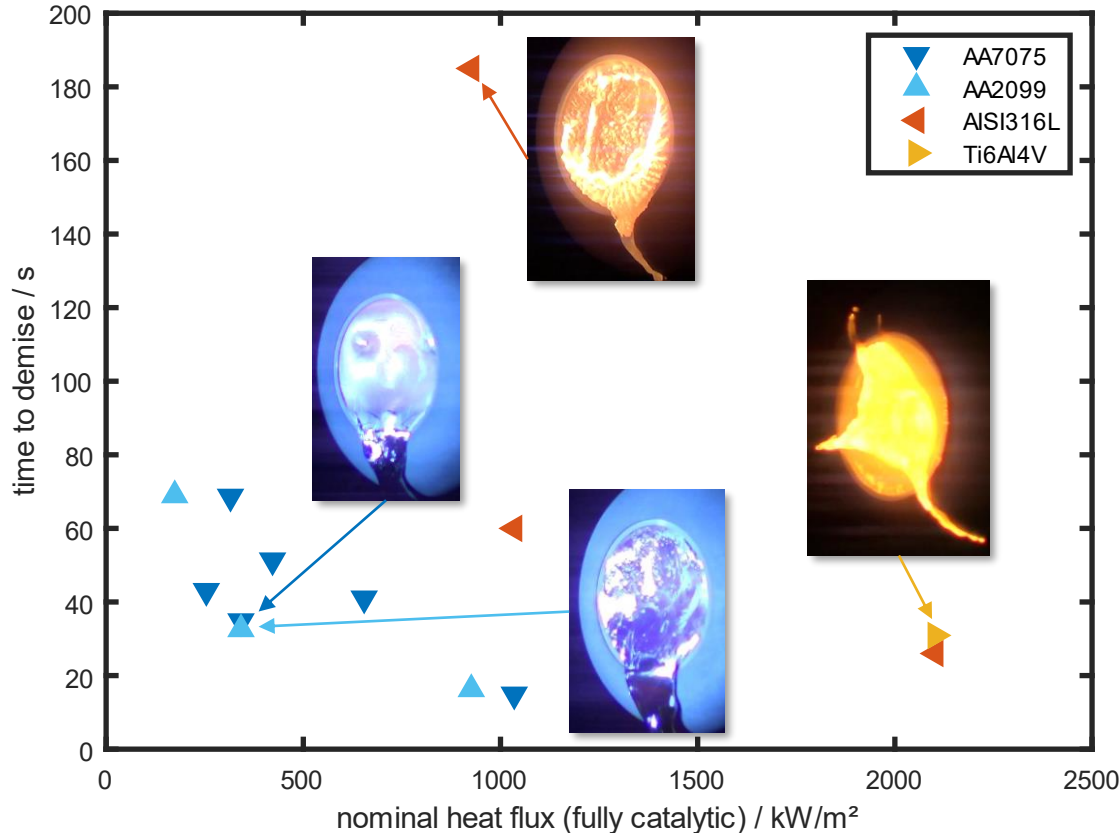 200
180
160
140
120
100
80
60
40
20
0
time to demise / s
AA7075
AA2099
AISI316L
Ti6Al4V
0 500 1000 1500 2000 2500
nominal heat flux (fully catalytic) / kW/m²